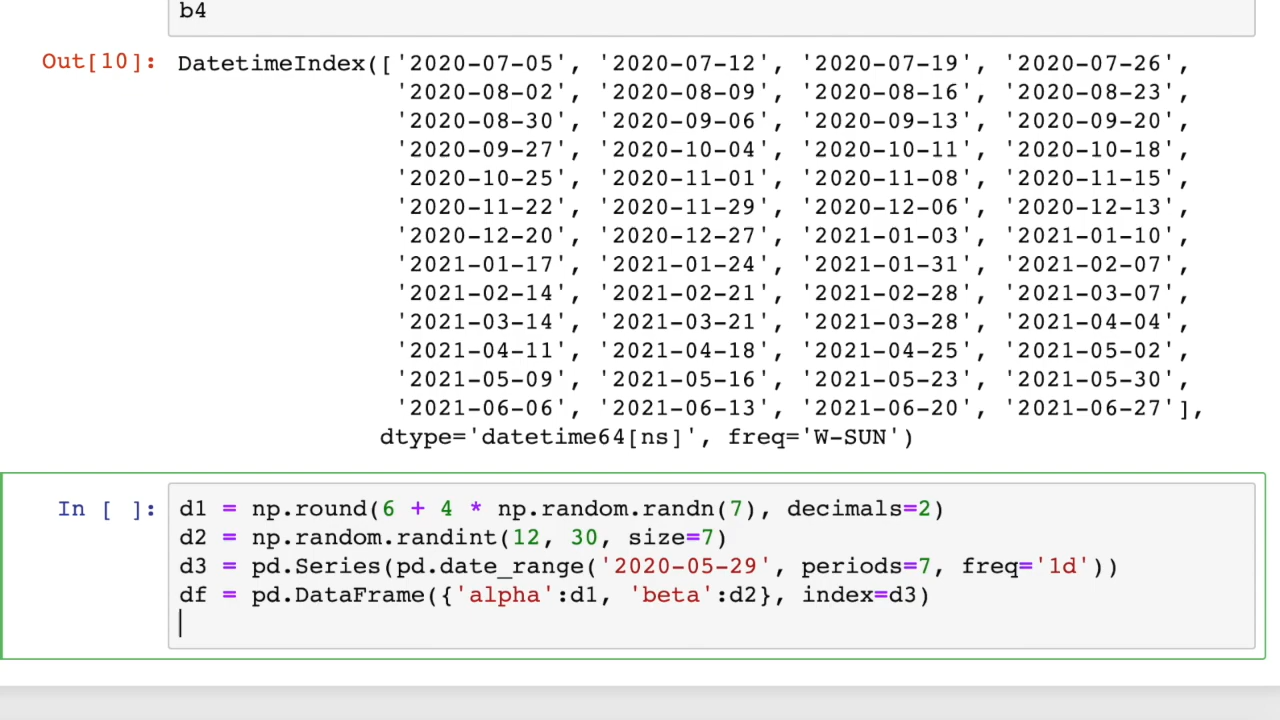 b4
Out[10]: DatetimeIndex(['2020-07-05', '2020-07-12', '2020-07-19', '2020-07-26',
'2020-08-02', '2020-08-09', '2020-08-16', '2020-08-23',
'2020-08-30', '2020-09-06', '2020-09-13', '2020-09-20',
'2020-09-27', '2020-10-04', '2020-10-11', '2020-10-18',
'2020-10-25', '2020-11-01', '2020-11-08', '2020-11-15',
'2020-11-22', '2020-11-29', '2020-12-06', '2020-12-13',
'2020-12-20', '2020-12-27', '2021-01-03', '2021-01-10',
'2021-01-17', '2021-01-24', '2021-01-31', '2021-02-07',
'2021-02-14', '2021-02-21', '2021-02-28', '2021-03-07',
'2021-03-14', '2021-03-21', '2021-03-28', '2021-04-04',
'2021-04-11', '2021-04-18', '2021-04-25', '2021-05-02',
'2021-05-09', '2021-05-16', '2021-05-23', '2021-05-30',
'2021-06-06', '2021-06-13', '2021-06-20', '2021-06-27'],
dtype='datetime64[ns]', freq='W-SUN')
In [ ]: d1 = np.round(6 + 4 * np.random.randn(7), decimals=2)
d2 = np.random.randint(12, 30, size=7)
d3 = pd.Series(pd.date_range('2020-05-29', periods=7, freq='1d'))
df = pd.DataFrame({'alpha':d1, 'beta':d2}, index=d3)